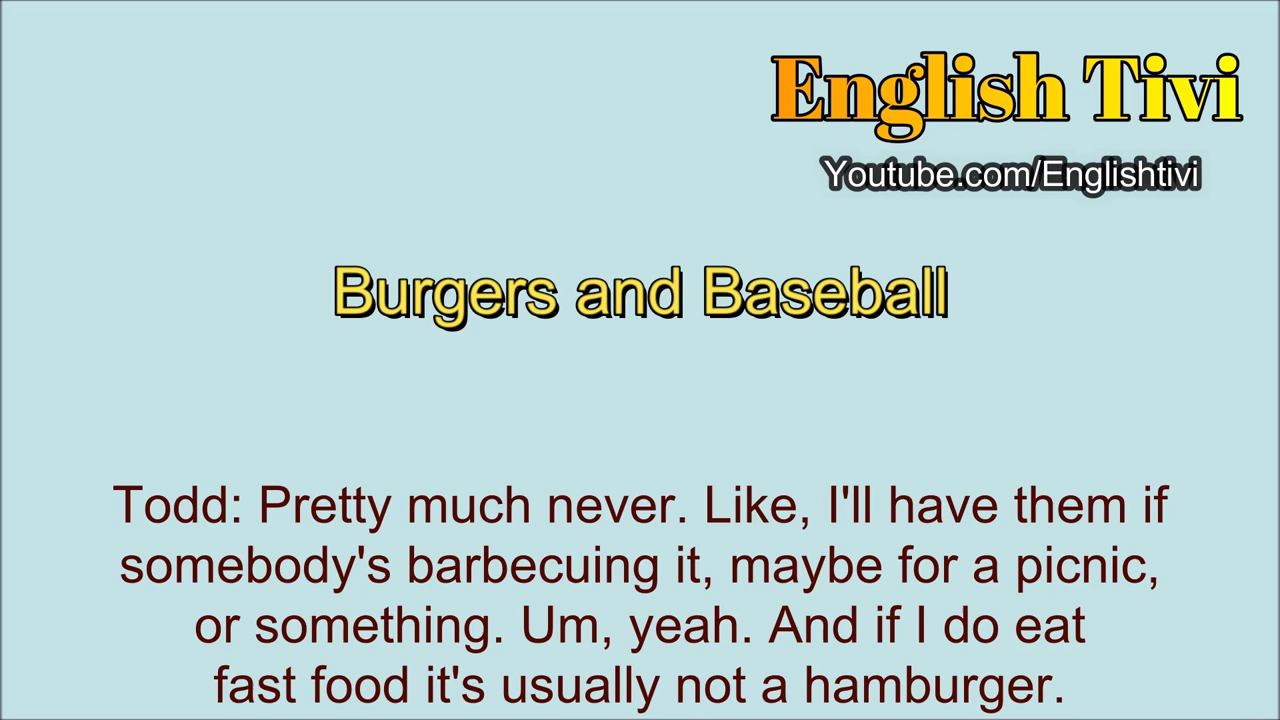 English Tivi
Youtube.com/Englishtivi
Burgers and Baseball
Todd: Pretty much never. Like, I'll have them if
somebody's barbecuing it, maybe for a picnic,
or something. Um, yeah. And if I do eat
fast food it's usually not a hamburger.